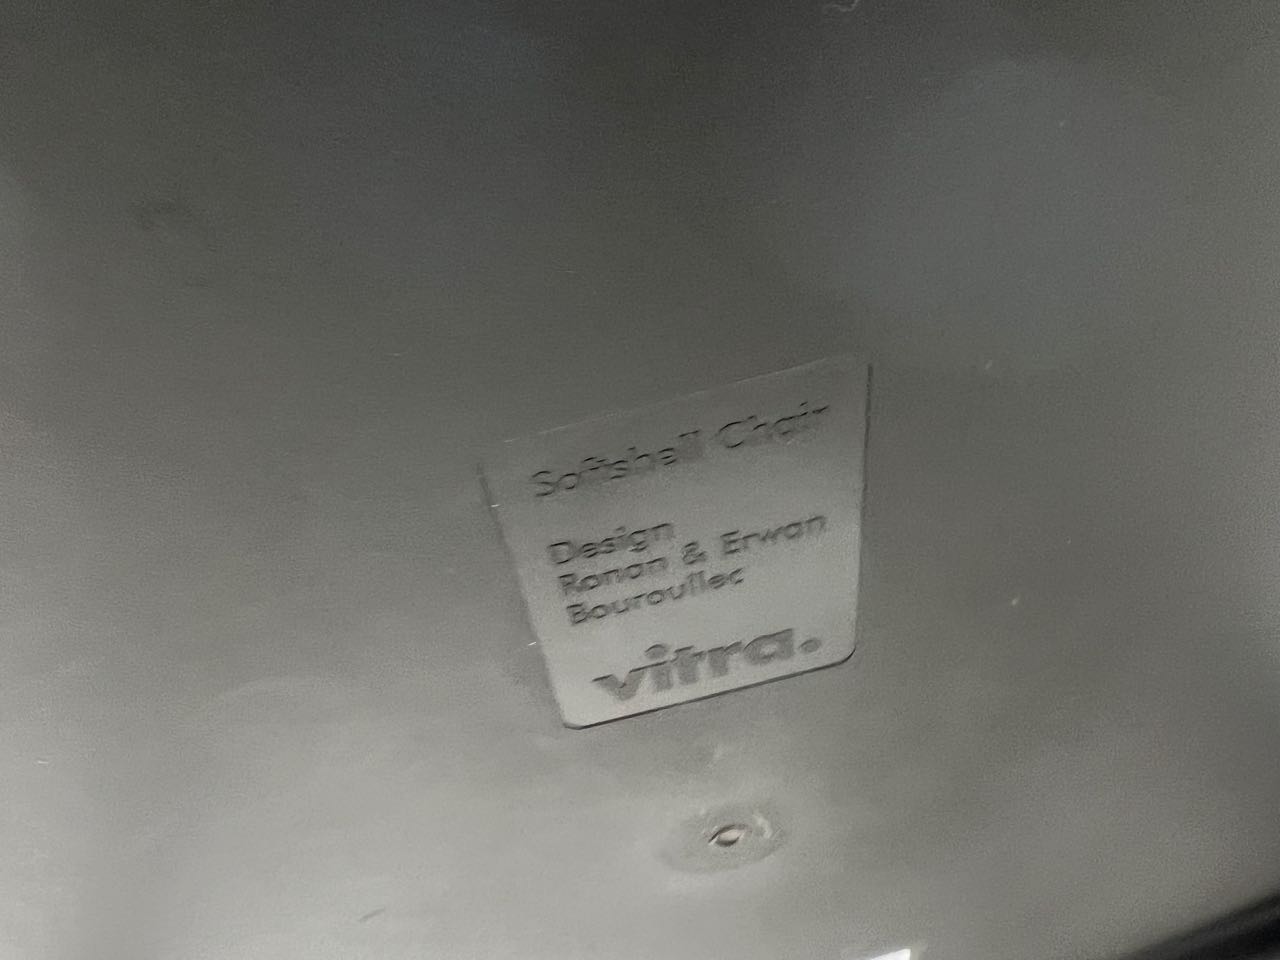 Softshell Chair
Design
Ronan & Erwan
Bouroullec
vitra.